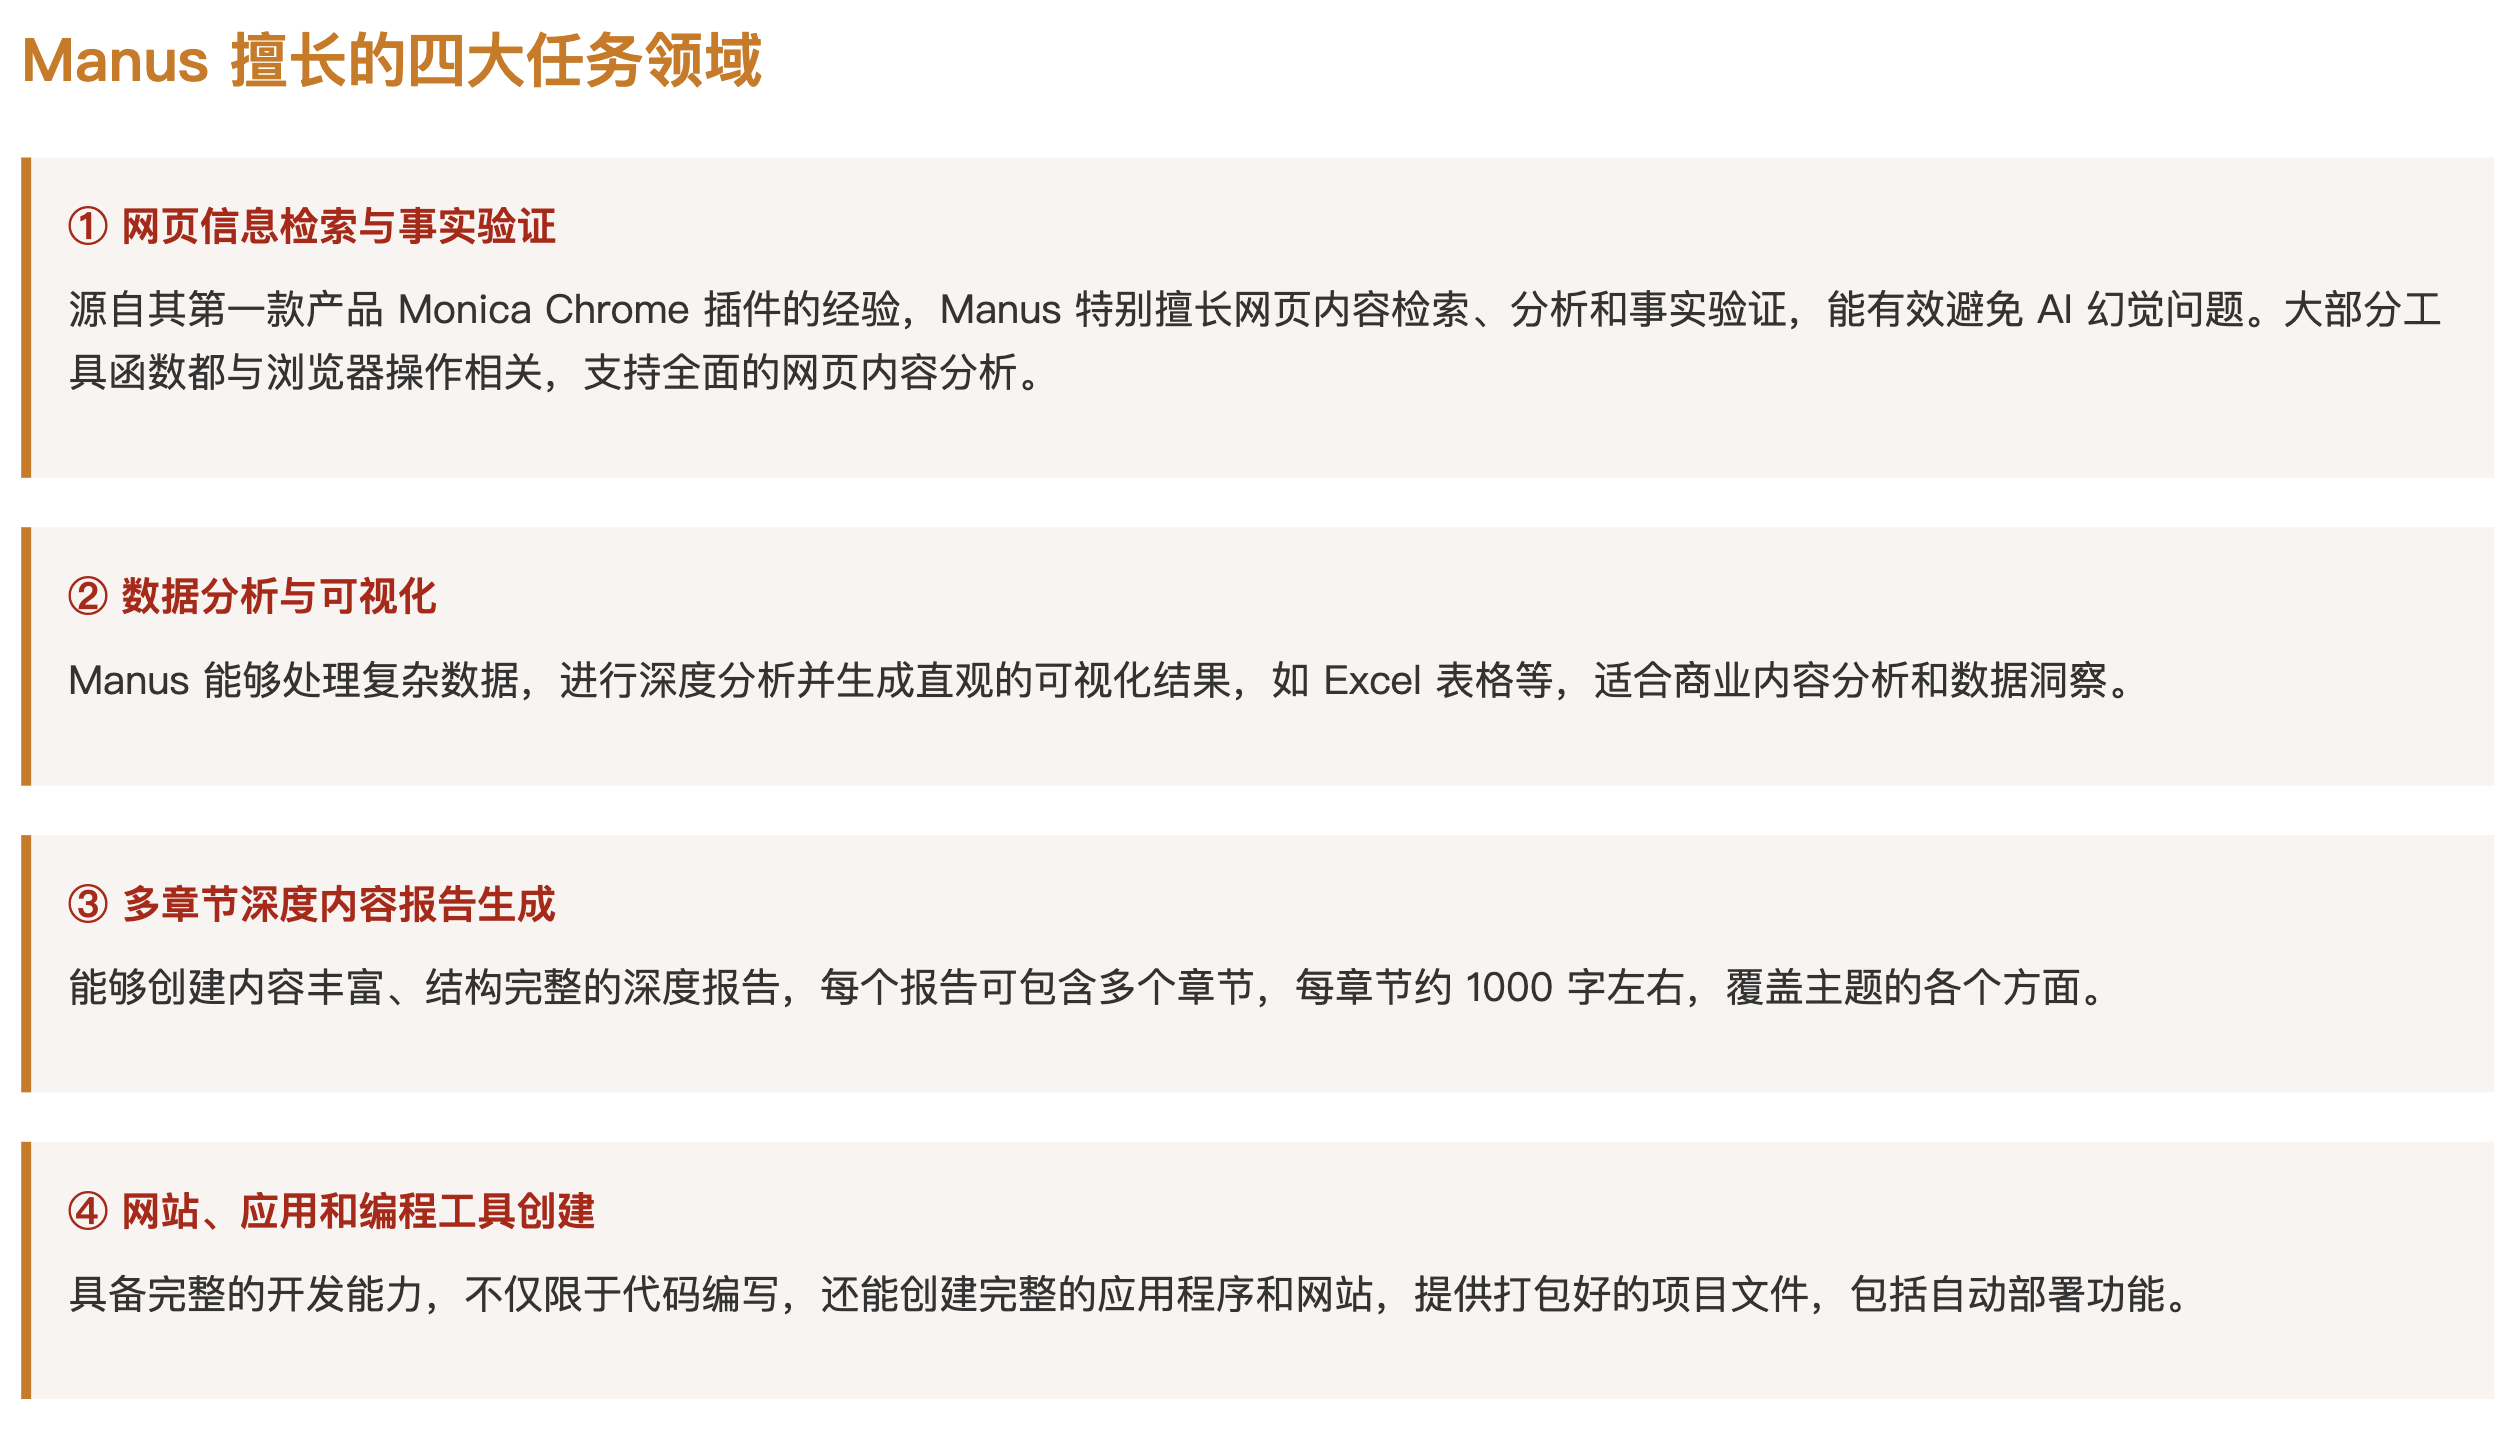 Manus 擅长的四大任务领域
① 网页信息检索与事实验证
源自其第一款产品 Monica Chrome 插件的经验，Manus 特别擅长网页内容检索、分析和事实验证，能有效避免 AI 幻觉问题。大部分工
具函数都与浏览器操作相关，支持全面的网页内容分析。
② 数据分析与可视化
Manus 能够处理复杂数据，进行深度分析并生成直观的可视化结果，如 Excel 表格等，适合商业内容分析和数据洞察。
③ 多章节深度内容报告生成
能够创建内容丰富、结构完整的深度报告，每个报告可包含多个章节，每章节约 1000 字左右，覆盖主题的各个方面。
④ 网站、应用和编程工具创建
具备完整的开发能力，不仅限于代码编写，还能创建完整的应用程序和网站，提供打包好的项目文件，包括自动部署功能。